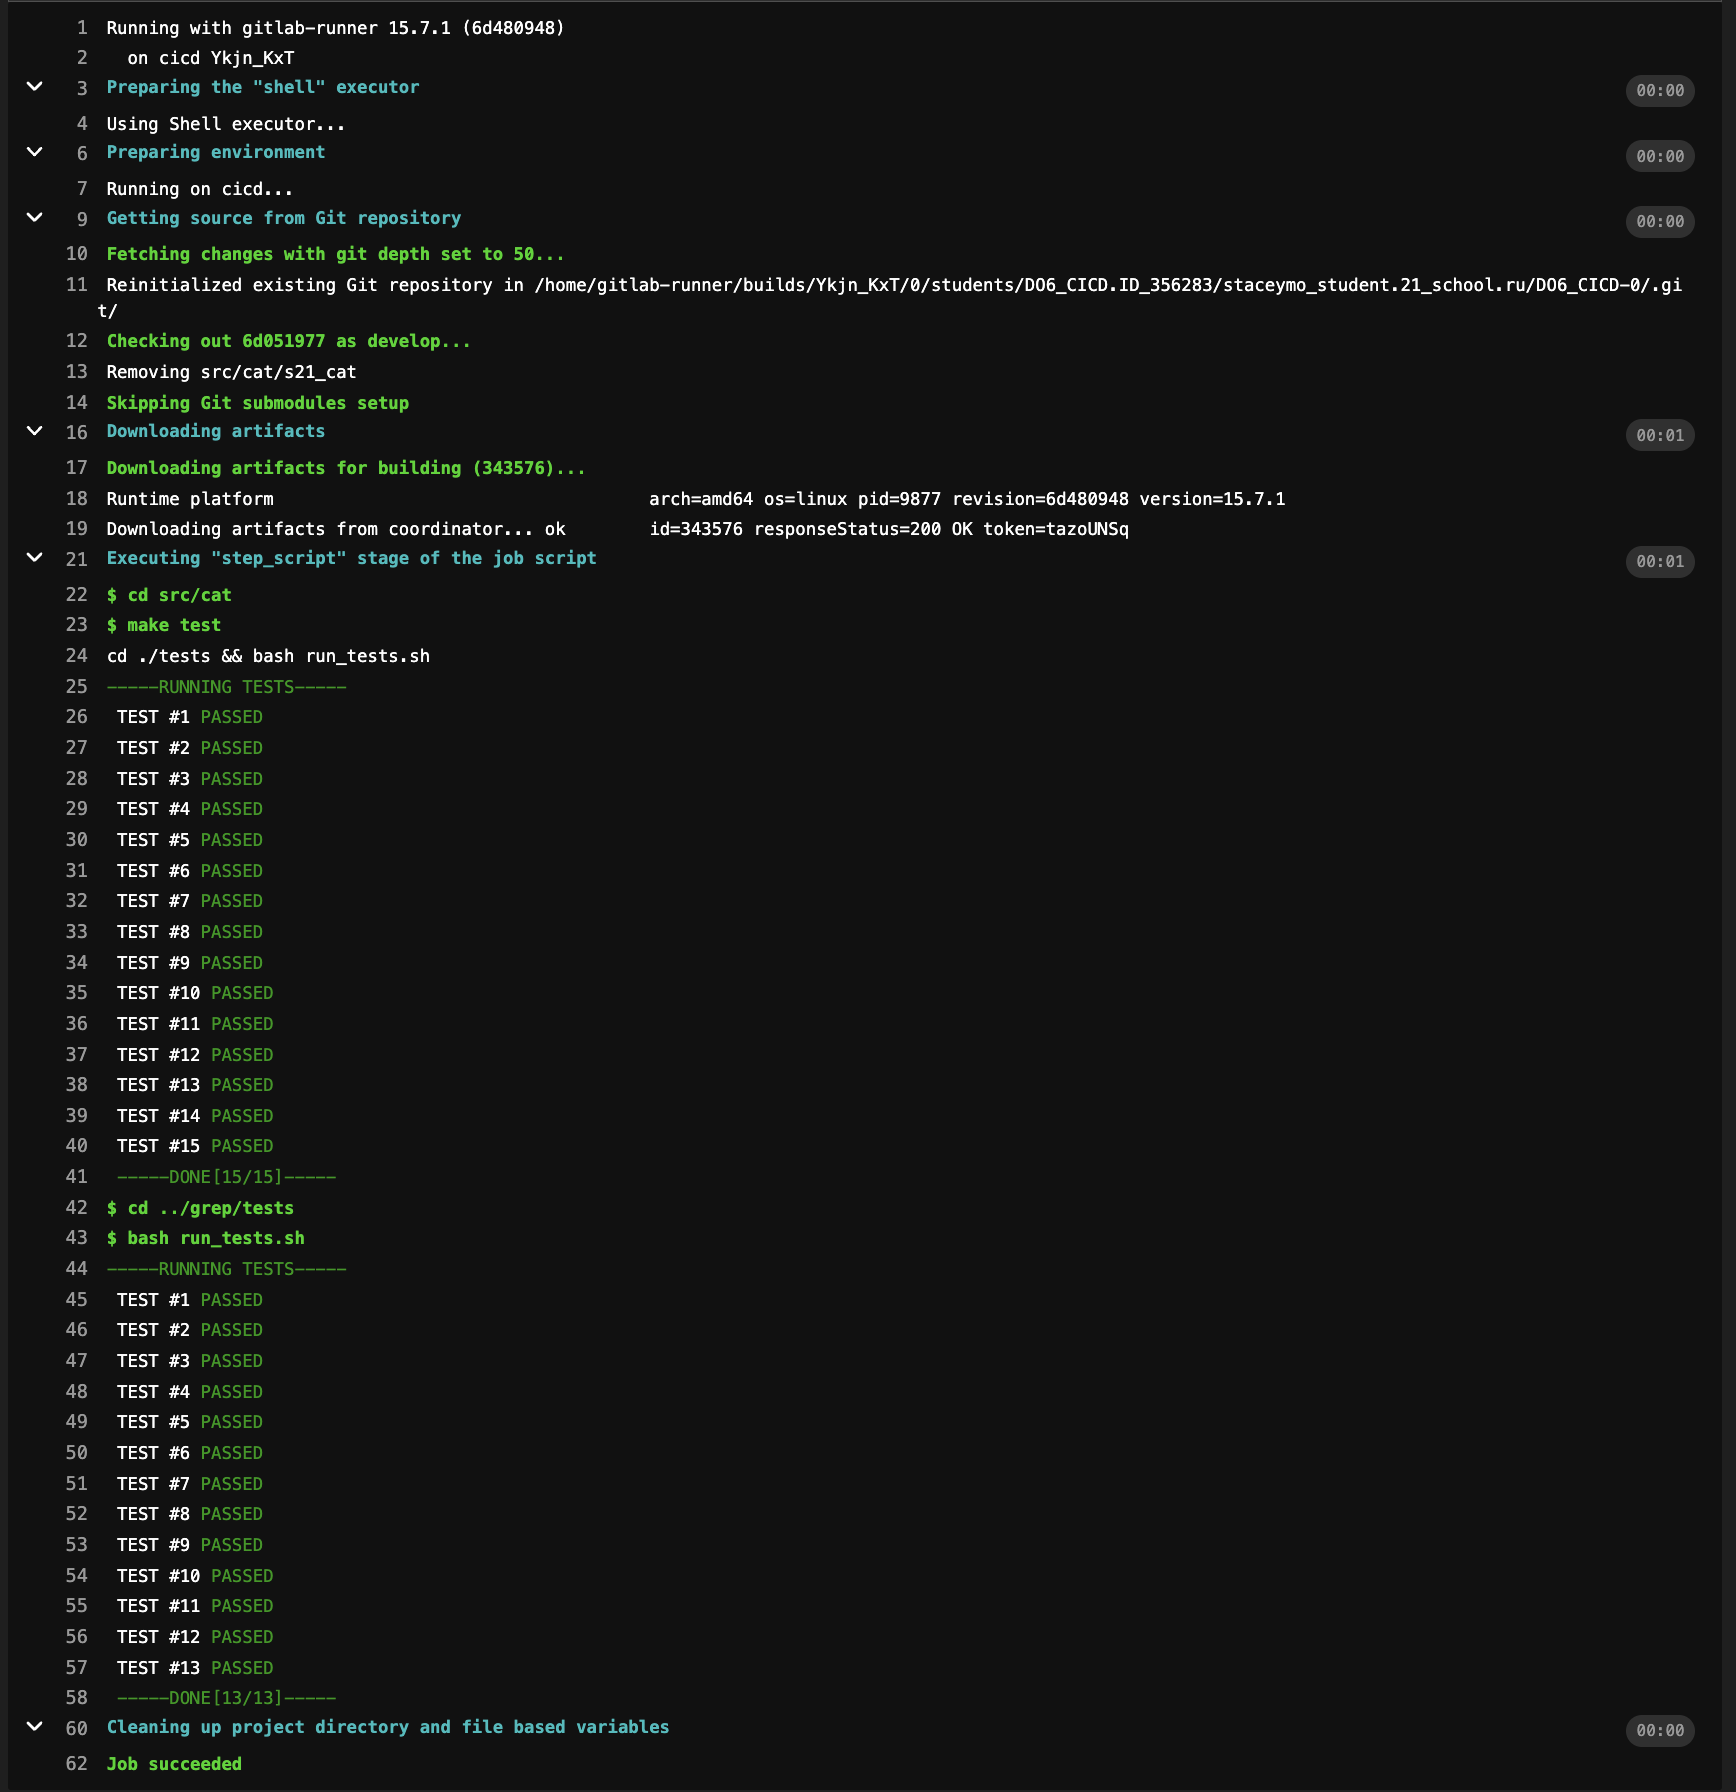 1 Running with gitlab-runner 15.7.1 (6d480948)
2 on cicd Ykjn_KxT
3 Preparing the "shell" executor 00:00
4 Using Shell executor...
6 Preparing environment 00:00
7 Running on cicd...
9 Getting source from Git repository 00:00
10 Fetching changes with git depth set to 50...
11 Reinitialized existing Git repository in /home/gitlab-runner/builds/Ykjn_KxT/0/students/DO6_CICD.ID_356283/staceymo_student.21_school.ru/DO6_CICD-0/.gi
t/
12 Checking out 6d051977 as develop...
13 Removing src/cat/s21_cat
14 Skipping Git submodules setup
16 Downloading artifacts 00:01
17 Downloading artifacts for building (343576)...
18 Runtime platform arch=amd64 os=linux pid=9877 revision=6d480948 version=15.7.1
19 Downloading artifacts from coordinator... ok id=343576 responseStatus=200 OK token=tazoUNSq
21 Executing "step_script" stage of the job script 00:01
22 $ cd src/cat
23 $ make test
24 cd ./tests && bash run_tests.sh
25 -----RUNNING TESTS-----
26 TEST #1 PASSED
27 TEST #2 PASSED
28 TEST #3 PASSED
29 TEST #4 PASSED
30 TEST #5 PASSED
31 TEST #6 PASSED
32 TEST #7 PASSED
33 TEST #8 PASSED
34 TEST #9 PASSED
35 TEST #10 PASSED
36 TEST #11 PASSED
37 TEST #12 PASSED
38 TEST #13 PASSED
39 TEST #14 PASSED
40 TEST #15 PASSED
41 -----DONE[15/15]-----
42 $ cd ../grep/tests
43 $ bash run_tests.sh
44 -----RUNNING TESTS-----
45 TEST #1 PASSED
46 TEST #2 PASSED
47 TEST #3 PASSED
48 TEST #4 PASSED
49 TEST #5 PASSED
50 TEST #6 PASSED
51 TEST #7 PASSED
52 TEST #8 PASSED
53 TEST #9 PASSED
54 TEST #10 PASSED
55 TEST #11 PASSED
56 TEST #12 PASSED
57 TEST #13 PASSED
58 -----DONE[13/13]-----
60 Cleaning up project directory and file based variables 00:00
62 Job succeeded